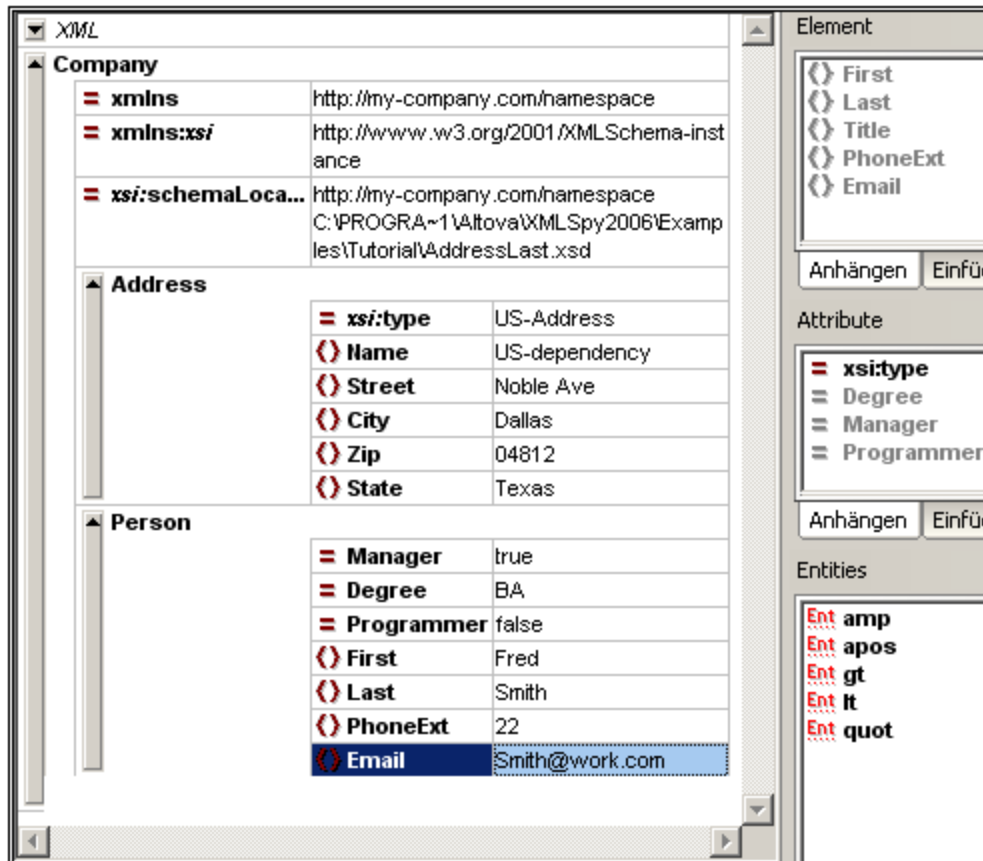 XML
Company
= xmlns http://my-company.com/namespace
= xmlns:xsi http://www.w3.org/2001/XMLSchema-inst
ance
= xsi:schemaLoca... http://my-company.com/namespace
C:\PROGRA~1\Altova\XMLSpy2006\Examp
les\Tutorial\AddressLast.xsd
Address
= xsi:type US-Address
() Name US-dependency
() Street Noble Ave
() City Dallas
() Zip 04812
() State Texas
Person
= Manager true
= Degree BA
= Programmer false
() First Fred
() Last Smith
() PhoneExt 22
() Email Smith@work.com
Element
() First
() Last
() Title
() PhoneExt
() Email
Anhängen Einfü
Attribute
= xsi:type
= Degree
= Manager
= Programmer
Anhängen Einfü
Entities
Ent amp
Ent apos
Ent gt
Ent lt
Ent quot